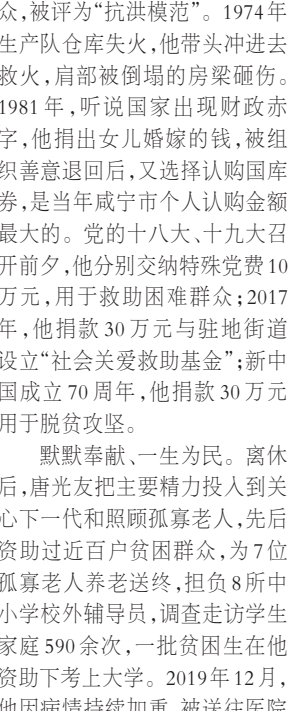 众,被评为“抗洪模范”。1974年
生产队仓库失火,他带头冲进去
救火,肩部被倒塌的房梁砸伤。
1981年,听说国家出现财政赤
字,他捐出女儿婚嫁的钱,被组
织善意退回后,又选择认购国库
券,是当年咸宁市个人认购金额
最大的。党的十八大、十九大召
开前夕,他分别交纳特殊党费10
万元,用于救助困难群众;2017
年,他捐款30万元与驻地街道
设立“社会关爱救助基金”;新中
国成立70周年,他捐款30万元
用于脱贫攻坚。
默默奉献、一生为民。离休
后,唐光友把主要精力投入到关
心下一代和照顾孤寡老人,先后
资助过近百户贫困群众,为7位
孤寡老人养老送终,担负8所中
小学校外辅导员,调查走访学生
家庭590余次,一批贫困生在他
资助下考上大学。2019年12月,
他因病情持续加重,被送往医院